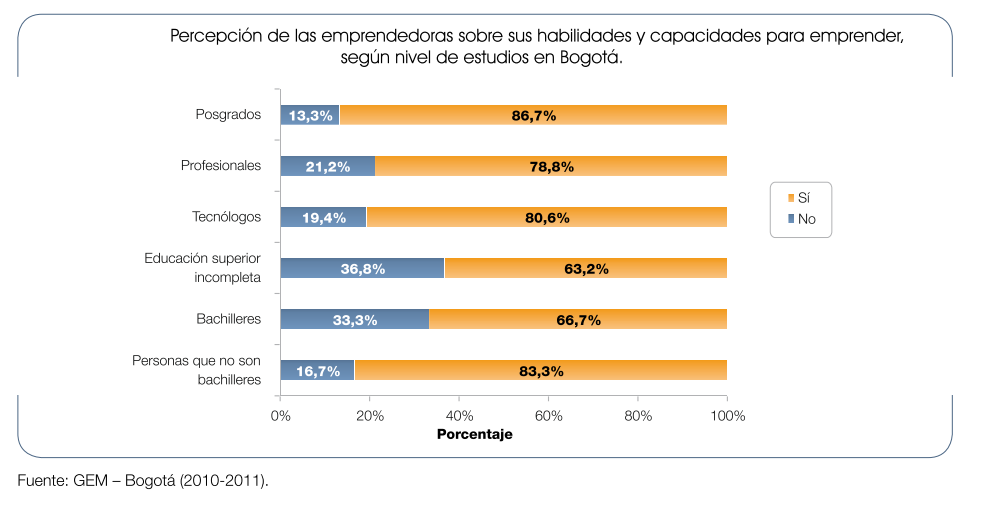 Percepción de las emprendedoras sobre sus habilidades y capacidades para emprender,
según nivel de estudios en Bogotá.
Posgrados
13,3%
86,7%
Profesionales
21,2%
78,8%
Tecnólogos
19,4%
80,6%
Educación superior
incompleta
36,8%
63,2%
Bachilleres
33,3%
66,7%
Personas que no son
bachilleres
16,7%
83,3%
Sí
No
0%
20%
40%
60%
80%
100%
Porcentaje
Fuente: GEM – Bogotá (2010-2011).